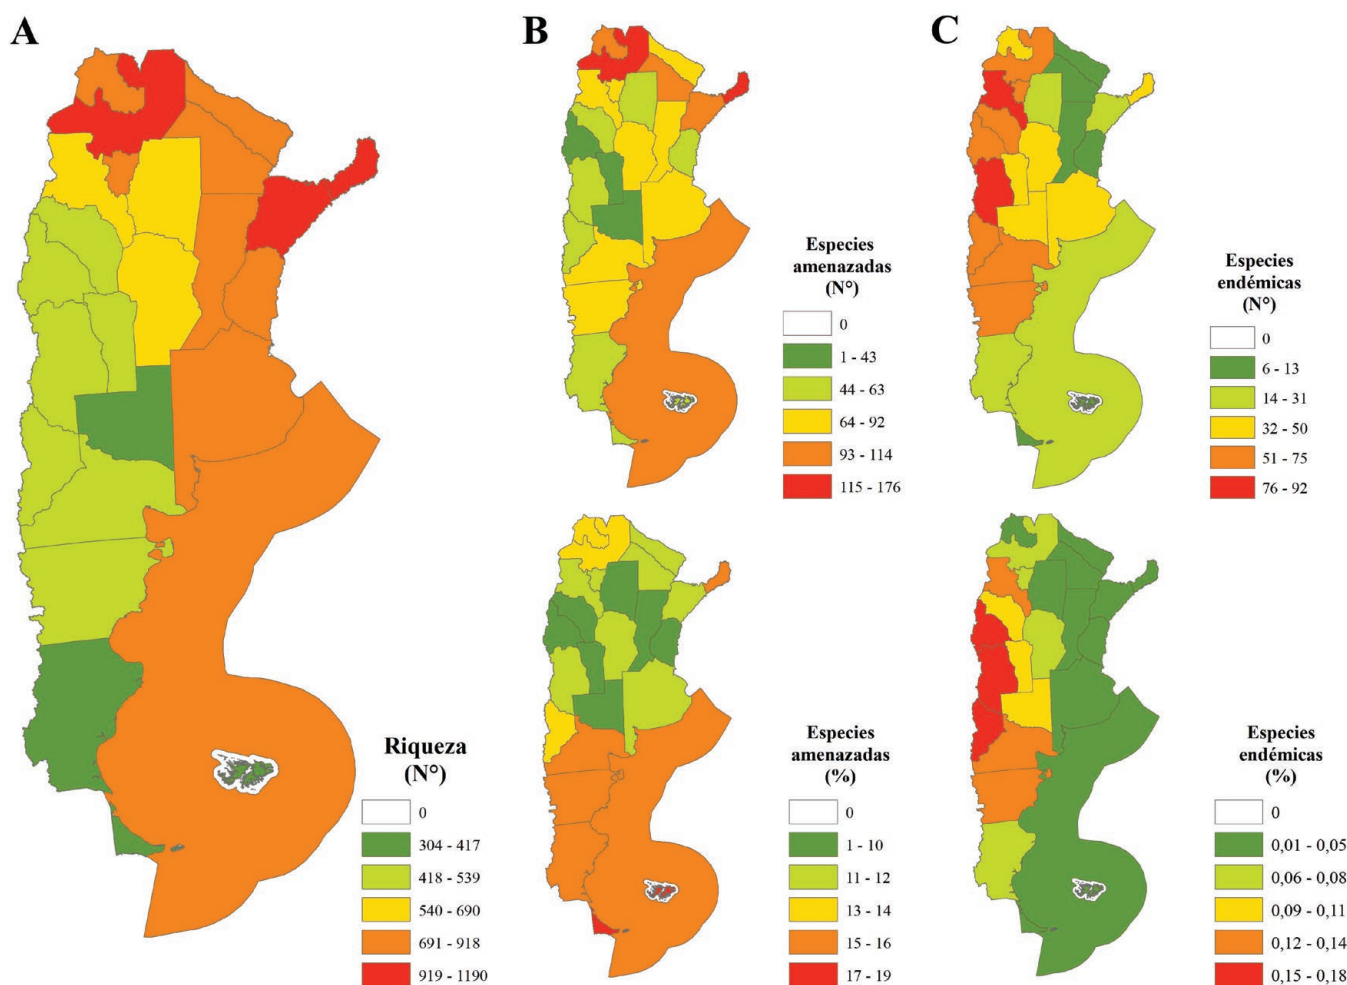 A
Riqueza
(N°)
0
304 - 417
418 - 539
540 - 690
691 - 918
919 - 1190
B
Especies
amenazadas
(N°)
0
1 - 43
44 - 63
64 - 92
93 - 114
115 - 176
Especies
amenazadas
(%)
0
1 - 10
11 - 12
13 - 14
15 - 16
17 - 19
C
Especies
endémicas
(N°)
0
6 - 13
14 - 31
32 - 50
51 - 75
76 - 92
Especies
endémicas
(%)
0
0,01 - 0,05
0,06 - 0,08
0,09 - 0,11
0,12 - 0,14
0,15 - 0,18